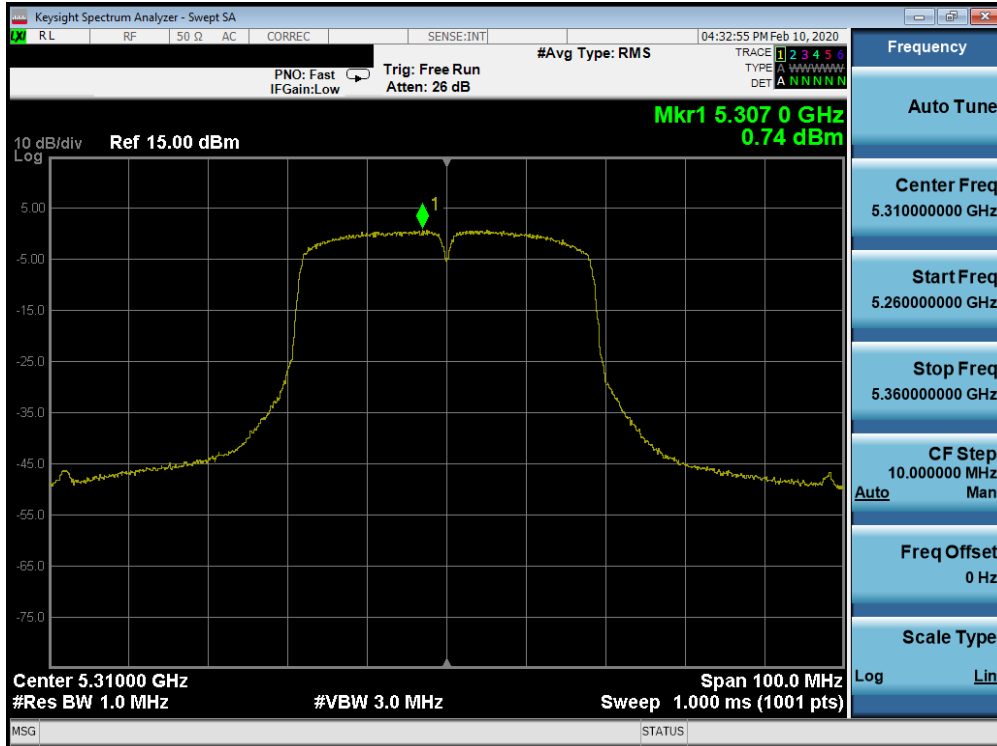 Keysight Spectrum Analyzer - Swept SA
LXI RL RF 50 Ω AC CORREC SENSE:INT 04:32:55 PM Feb 10, 2020
PNO: Fast Trig: Free Run #Avg Type: RMS TRACE 1 2 3 4 5 6
IFGain:Low Atten: 26 dB TYPE A WWWWW
DET A N N N N N
Mkr1 5.307 0 GHz
0.74 dBm
10 dB/div Ref 15.00 dBm
Log
1
5.00
-5.00
-15.0
-25.0
-35.0
-45.0
-55.0
-65.0
-75.0
Center 5.31000 GHz Span 100.0 MHz
#Res BW 1.0 MHz #VBW 3.0 MHz Sweep 1.000 ms (1001 pts)
MSG STATUS
Frequency
Auto Tune
Center Freq
5.310000000 GHz
Start Freq
5.260000000 GHz
Stop Freq
5.360000000 GHz
CF Step
10.000000 MHz
Auto Man
Freq Offset
0 Hz
Scale Type
Log Lin